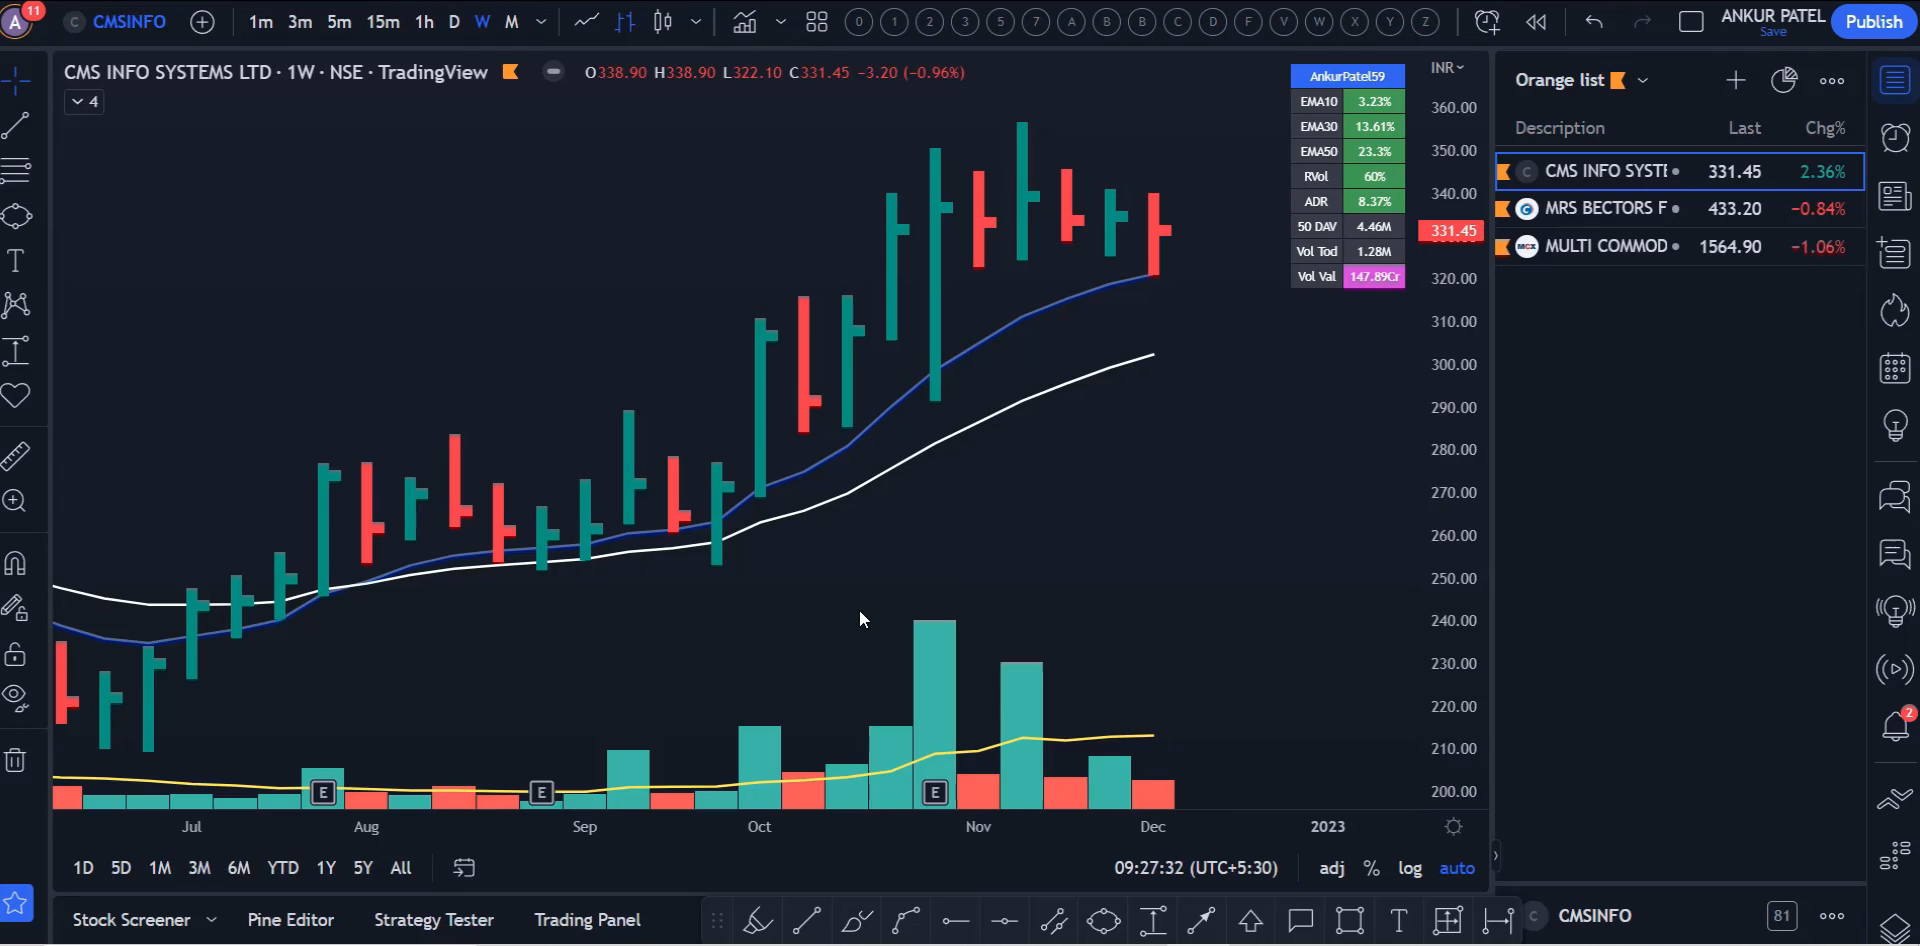 A 11 C CMSINFO 1m 3m 5m 15m 1h D W M 0 1 2 3 5 7 A B B C D F V W X Y Z ANKUR PATEL Save Publish
CMS INFO SYSTEMS LTD · 1W · NSE · TradingView O338.90 H338.90 L322.10 C331.45 −3.20 (−0.96%)
4
AnkurPatel59
EMA10 3.23%
EMA30 13.61%
EMA50 23.3%
RVol 60%
ADR 8.37%
50 DAV 4.46M
Vol Tod 1.28M
Vol Val 147.89Cr
INR
360.00
350.00
340.00
331.45
320.00
310.00
300.00
290.00
280.00
270.00
260.00
250.00
240.00
230.00
220.00
210.00
200.00
E E E
Jul Aug Sep Oct Nov Dec 2023
1D 5D 1M 3M 6M YTD 1Y 5Y All 09:27:32 (UTC+5:30) adj % log auto
Stock Screener Pine Editor Strategy Tester Trading Panel
Orange list
Description Last Chg%
C CMS INFO SYSTE 331.45 2.36%
MRS BECTORS F 433.20 −0.84%
MCX MULTI COMMOD 1564.90 −1.06%
C CMSINFO 81
2